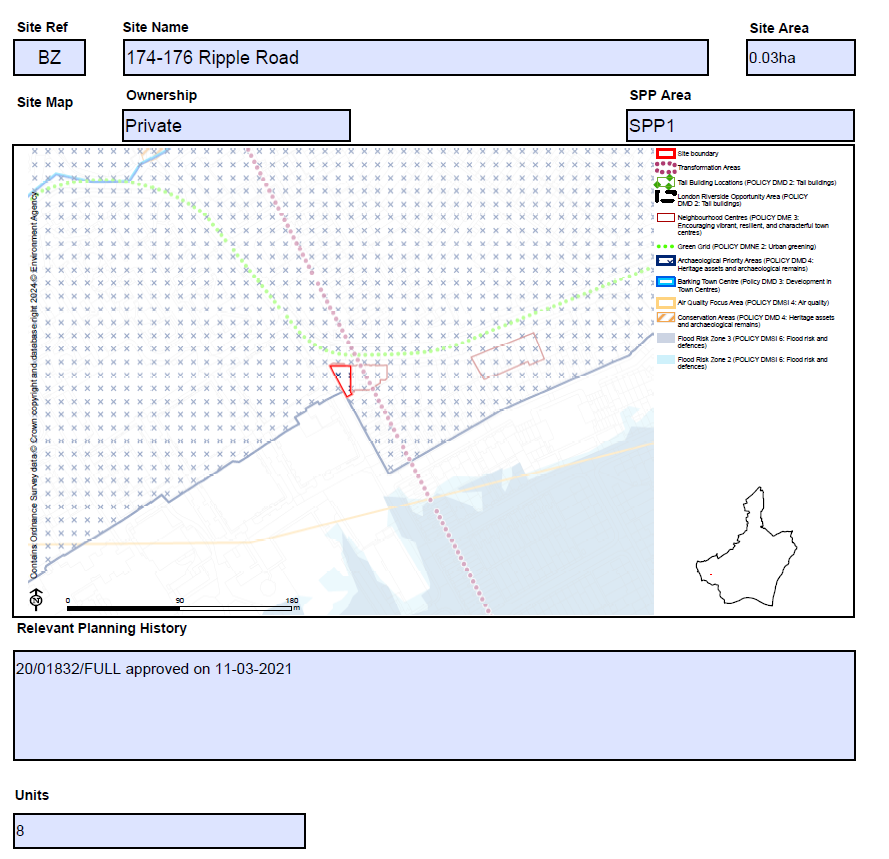 Site Ref
Site Name
Site Area
BZ
174-176 Ripple Road
0.03ha
Site Map
Ownership
SPP Area
Private
SPP1
Contains Ordnance Survey data © Crown copyright and database right 2024 © Environment Agency
Site boundary
Transformation Areas
Tall Building Locations (POLICY DMD 2: Tall buildings)
London Riverside Opportunity Area (POLICY
DMD 2: Tall buildings)
Neighbourhood Centres (POLICY DME 3:
Encouraging vibrant, resilient, and characterful town
centres)
Green Grid (POLICY DMNE 2: Urban greening)
Archaeological Priority Areas (POLICY DMD 4:
Heritage assets and archaeological remains)
Barking Town Centre (Policy DMD 3: Development in
Town Centres)
Air Quality Focus Area (POLICY DMSI 4: Air quality)
Conservation Areas (POLICY DMD 4: Heritage assets
and archaeological remains)
Flood Risk Zone 3 (POLICY DMSI 6: Flood risk and
defences)
Flood Risk Zone 2 (POLICY DMSI 6: Flood risk and
defences)
N
0 90 180
m
Relevant Planning History
20/01832/FULL approved on 11-03-2021
Units
8